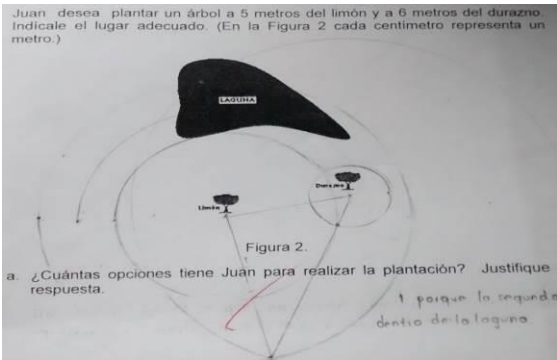 Juan desea plantar un árbol a 5 metros del limón y a 6 metros del durazno.
Indícale el lugar adecuado. (En la Figura 2 cada centímetro representa un
metro.)
LAGUNA
Durazno
Limón
Figura 2.
a. ¿Cuántas opciones tiene Juan para realizar la plantación? Justifique
respuesta.
1 porque la segunda
dentro de la laguna.